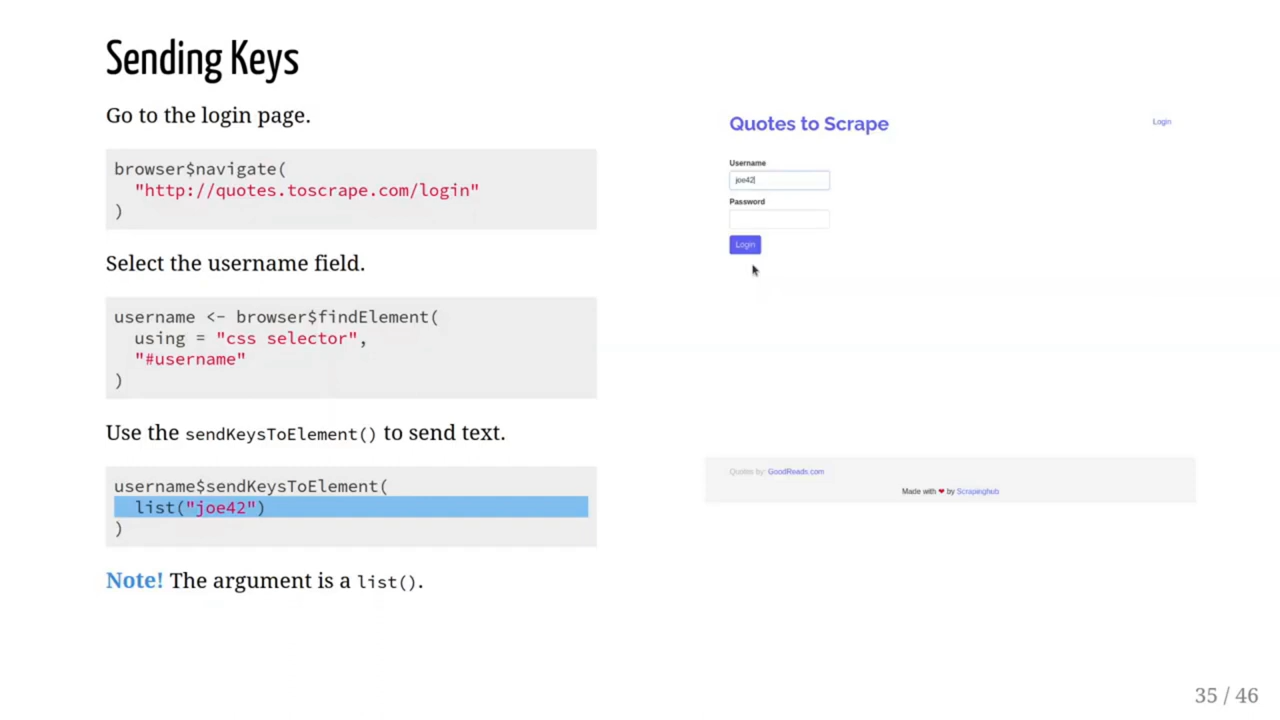 Sending Keys
Go to the login page.
browser$navigate(
"http://quotes.toscrape.com/login"
)
Select the username field.
username <- browser$findElement(
using = "css selector",
"#username"
)
Use the sendKeysToElement() to send text.
username$sendKeysToElement(
list("joe42")
)
Note! The argument is a list().
Quotes to Scrape
Login
Username
joe42
Password
Login
Quotes by: GoodReads.com
Made with ❤ by Scrapinghub
35 / 46